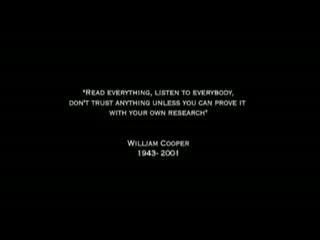 "Read everything, listen to everybody,
don't trust anything unless you can prove it
with your own research"
William Cooper
1943- 2001